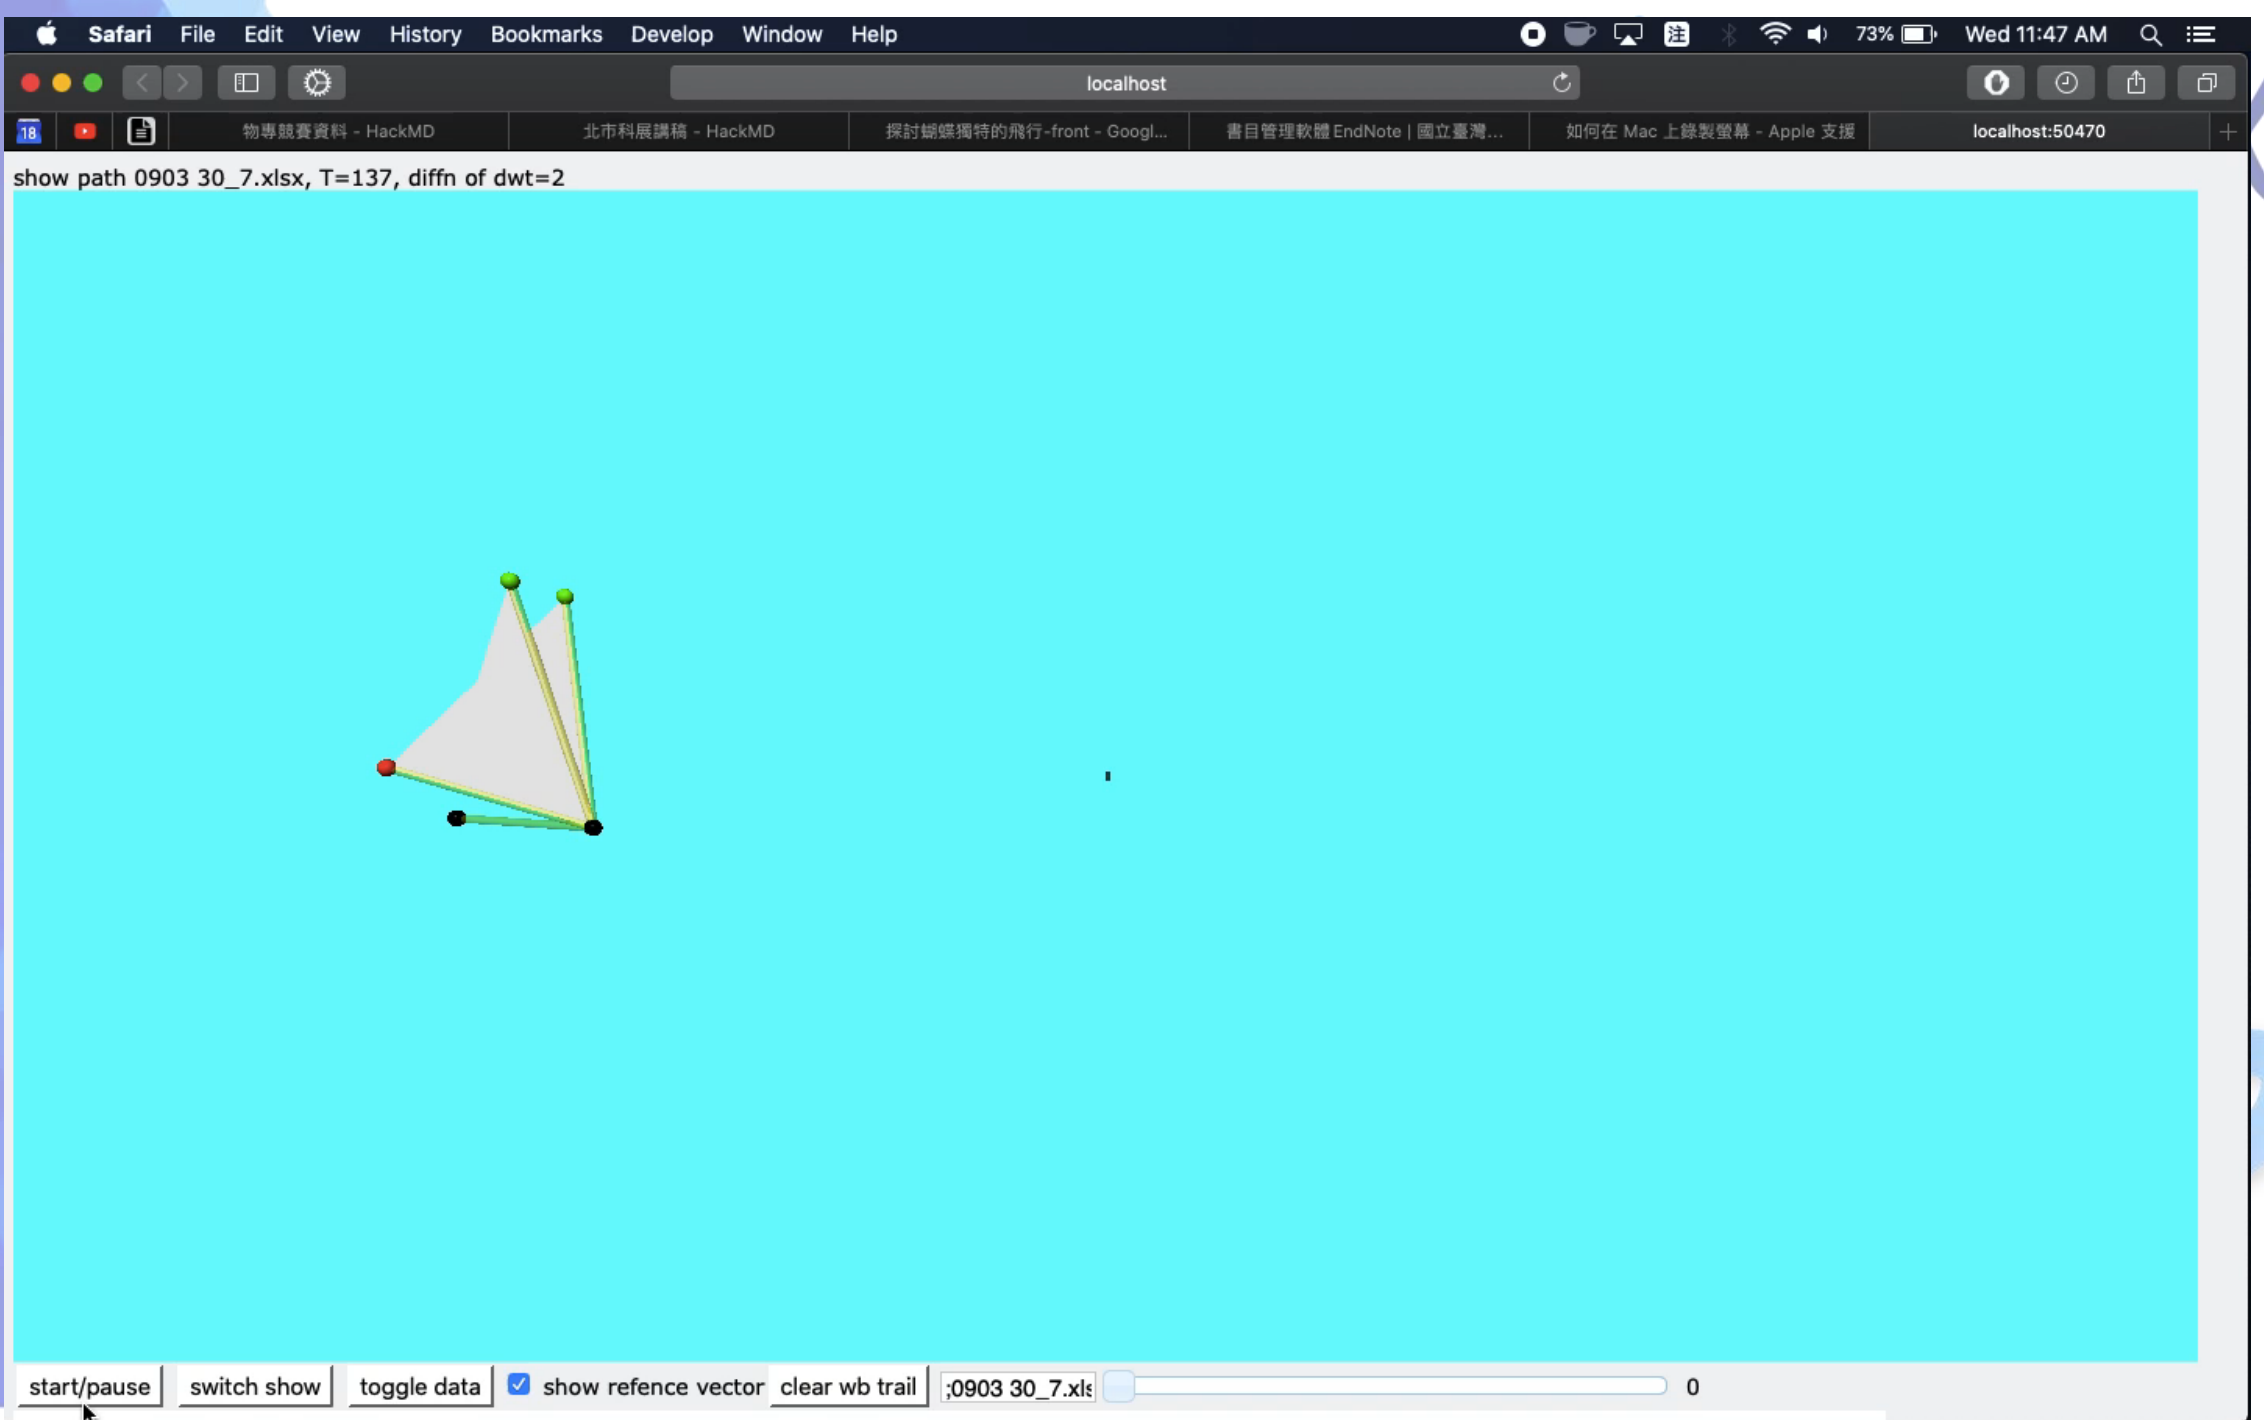 Safari File Edit View History Bookmarks Develop Window Help 注 73% Wed 11:47 AM
localhost
18 物專競賽資料 - HackMD 北市科展講稿 - HackMD 探討蝴蝶獨特的飛行-front - Googl... 書目管理軟體 EndNote | 國立臺灣... 如何在 Mac 上錄製螢幕 - Apple 支援 localhost:50470
show path 0903 30_7.xlsx, T=137, diffn of dwt=2
start/pause switch show toggle data show refence vector clear wb trail ;0903 30_7.xls 0